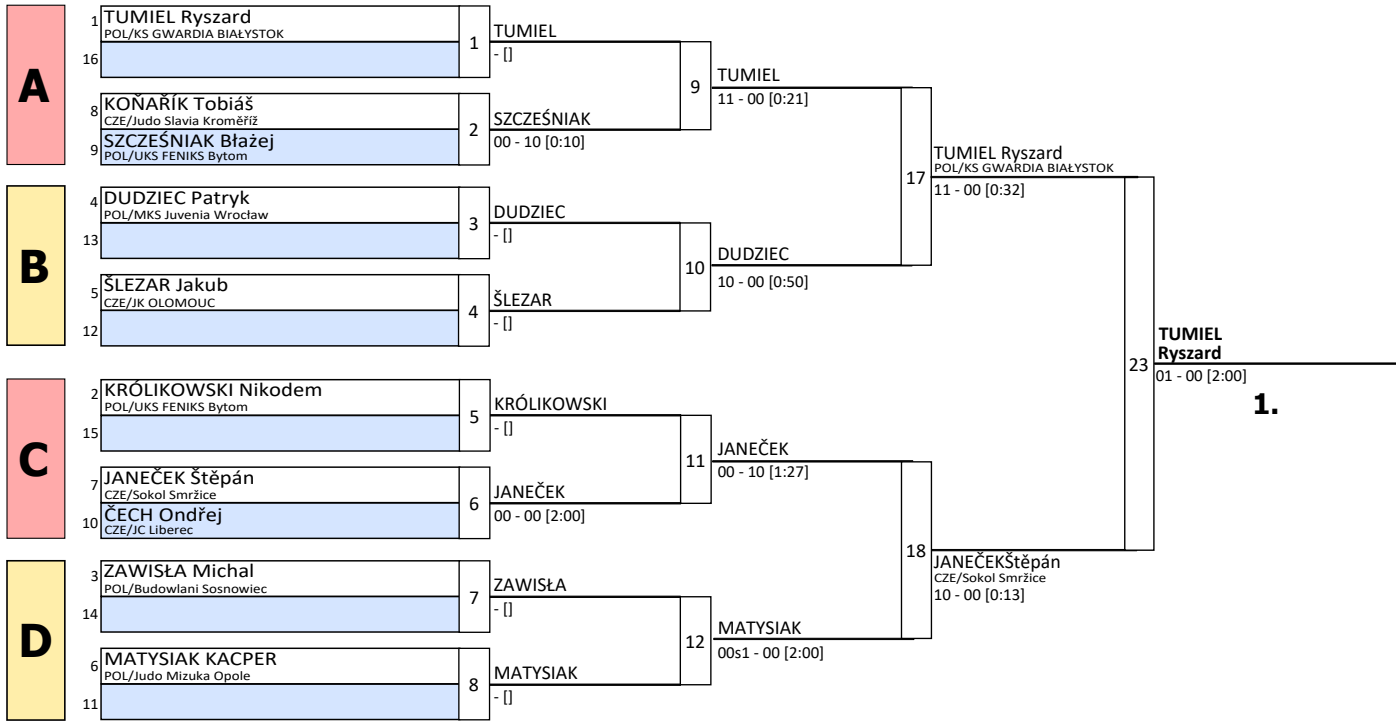 A
1 TUMIEL Ryszard
POL/KS GWARDIA BIAŁYSTOK
16
1
TUMIEL
- []
8 KOŇAŘÍK Tobiáš
CZE/Judo Slavia Kroměříž
9 SZCZEŚNIAK Błażej
POL/UKS FENIKS Bytom
2
SZCZEŚNIAK
00 - 10 [0:10]
9
TUMIEL
11 - 00 [0:21]
B
4 DUDZIEC Patryk
POL/MKS Juvenia Wrocław
13
3
DUDZIEC
- []
5 ŠLEZAR Jakub
CZE/JK OLOMOUC
12
4
ŠLEZAR
- []
10
DUDZIEC
10 - 00 [0:50]
17
TUMIEL Ryszard
POL/KS GWARDIA BIAŁYSTOK
11 - 00 [0:32]
C
2 KRÓLIKOWSKI Nikodem
POL/UKS FENIKS Bytom
15
5
KRÓLIKOWSKI
- []
7 JANEČEK Štěpán
CZE/Sokol Smržice
10 ČECH Ondřej
CZE/JC Liberec
6
JANEČEK
00 - 00 [2:00]
11
JANEČEK
00 - 10 [1:27]
D
3 ZAWISŁA Michal
POL/Budowlani Sosnowiec
14
7
ZAWISŁA
- []
6 MATYSIAK KACPER
POL/Judo Mizuka Opole
11
8
MATYSIAK
- []
12
MATYSIAK
00s1 - 00 [2:00]
18
JANEČEKŠtěpán
CZE/Sokol Smržice
10 - 00 [0:13]
23
TUMIEL
Ryszard
01 - 00 [2:00]
1.